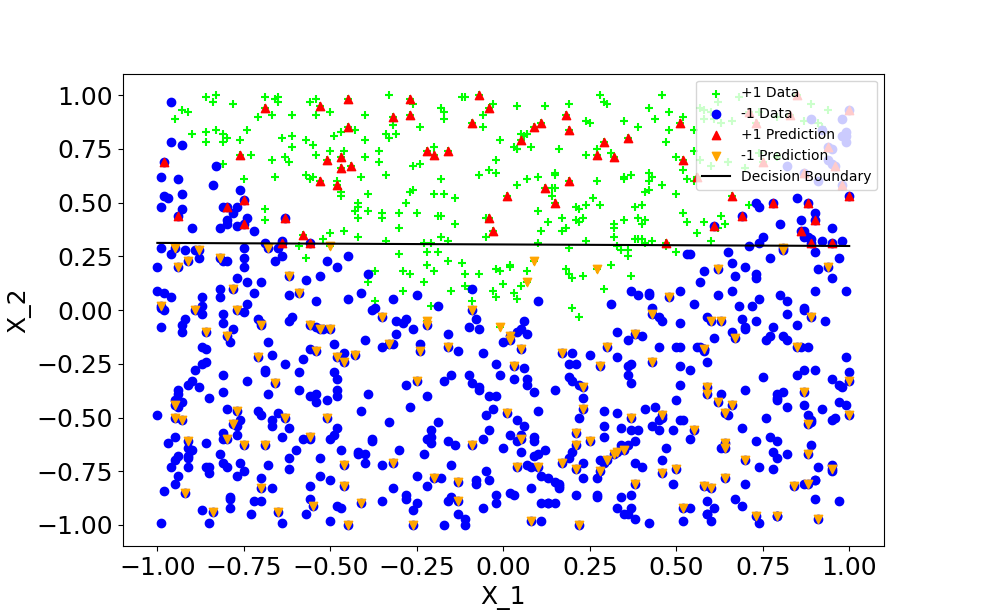 1.00
0.75
0.50
0.25
0.00
−0.25
−0.50
−0.75
−1.00
X_2
+1 Data
-1 Data
+1 Prediction
-1 Prediction
Decision Boundary
−1.00 −0.75 −0.50 −0.25 0.00 0.25 0.50 0.75 1.00
X_1